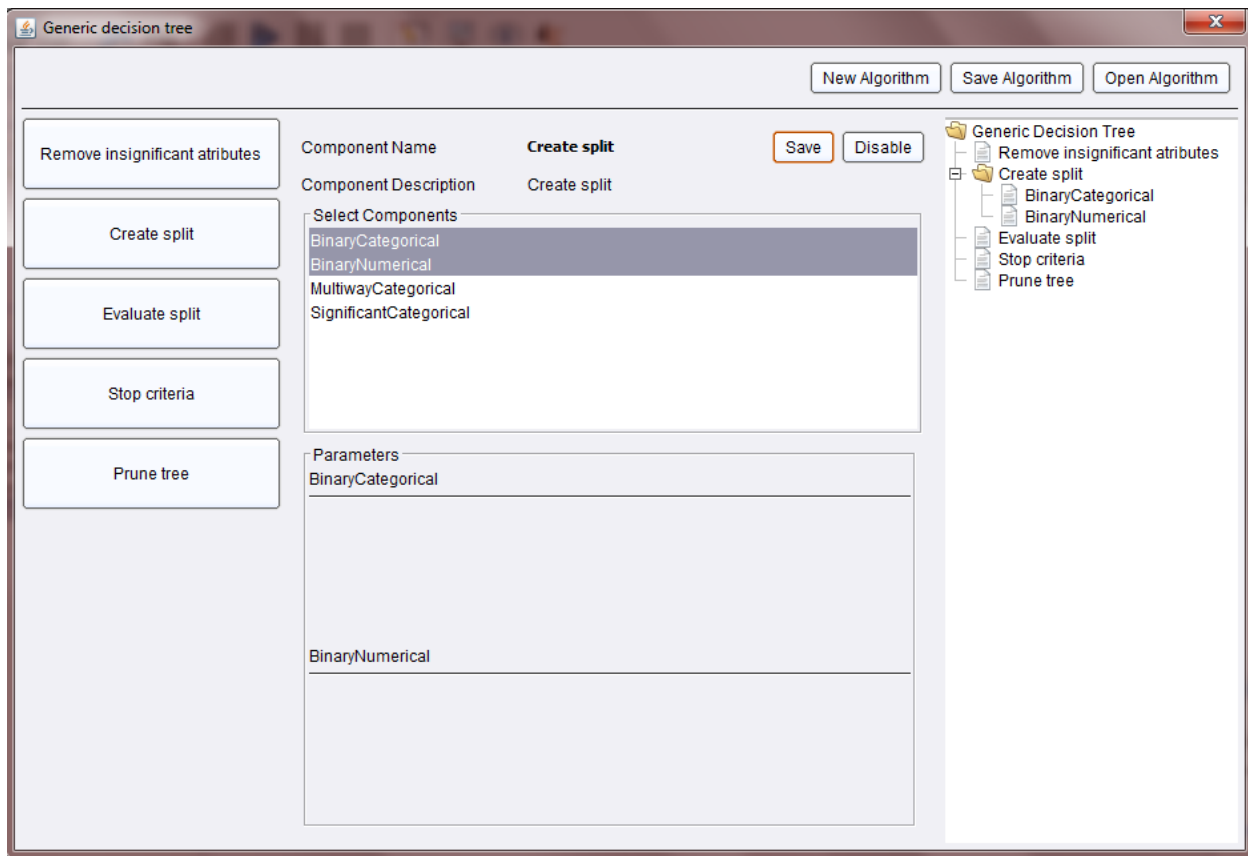 Generic decision tree
New Algorithm Save Algorithm Open Algorithm
Remove insignificant atributes
Create split
Evaluate split
Stop criteria
Prune tree
Component Name Create split Save Disable
Component Description Create split
Select Components
BinaryCategorical
BinaryNumerical
MultiwayCategorical
SignificantCategorical
Parameters
BinaryCategorical
BinaryNumerical
Generic Decision Tree
Remove insignificant atributes
Create split
BinaryCategorical
BinaryNumerical
Evaluate split
Stop criteria
Prune tree